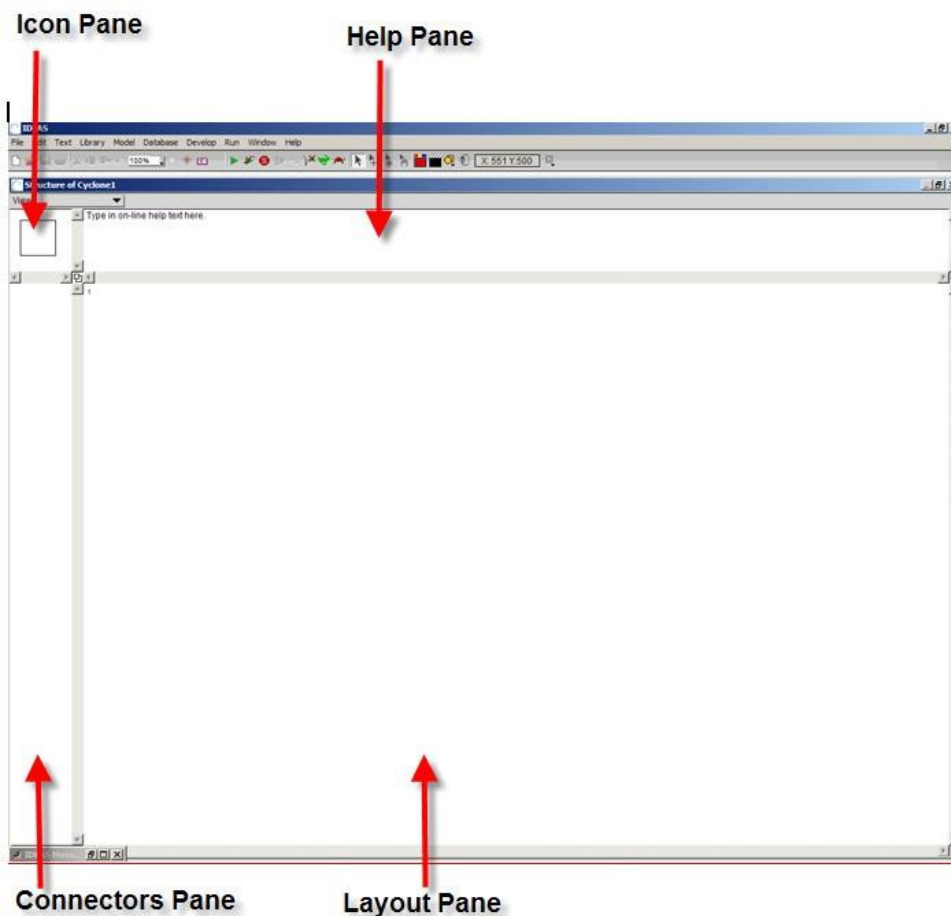 Icon Pane
Help Pane
IDEAS
File Edit Text Library Model Database Develop Run Window Help
100%
X: 551 Y:500
Structure of Cyclone1
View
Type in on-line help text here.
1
Connectors Pane
Layout Pane